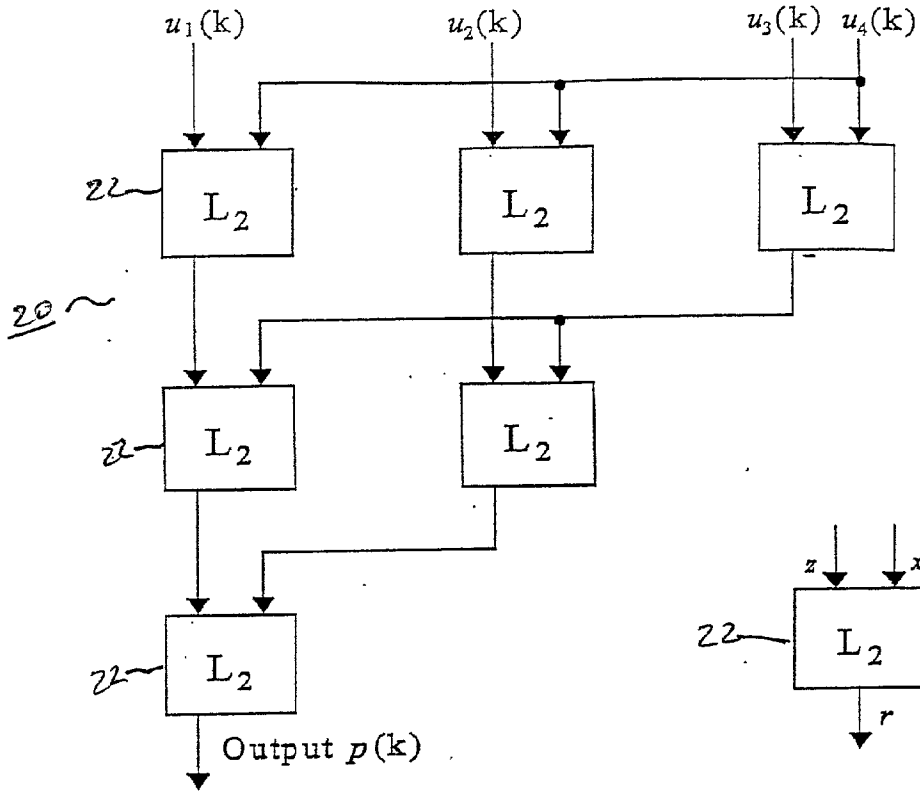 u₁(k) u₂(k) u₃(k) u₄(k)
22 L₂ L₂ L₂
20
22 L₂ L₂
z x
22 L₂ 22 L₂
r
Output p(k)